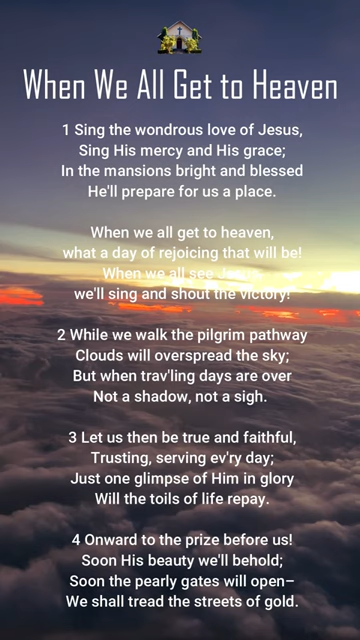 When We All Get to Heaven
1 Sing the wondrous love of Jesus,
Sing His mercy and His grace;
In the mansions bright and blessed
He'll prepare for us a place.
When we all get to heaven,
what a day of rejoicing that will be!
When we all see Jesus,
we'll sing and shout the victory!
2 While we walk the pilgrim pathway
Clouds will overspread the sky;
But when trav'ling days are over
Not a shadow, not a sigh.
3 Let us then be true and faithful,
Trusting, serving ev'ry day;
Just one glimpse of Him in glory
Will the toils of life repay.
4 Onward to the prize before us!
Soon His beauty we'll behold;
Soon the pearly gates will open–
We shall tread the streets of gold.